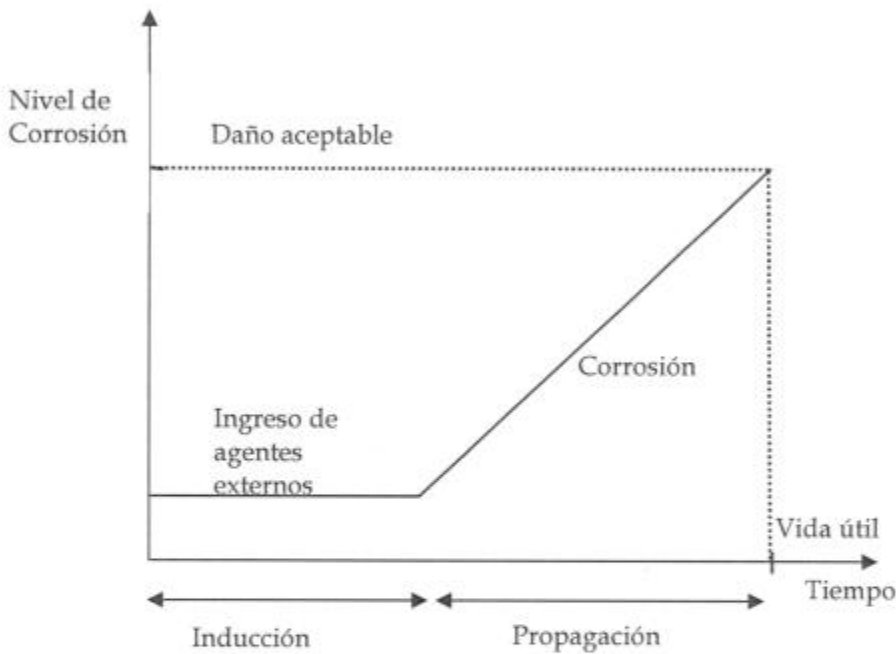 Nivel de
Corrosión
Daño aceptable
Corrosión
Ingreso de
agentes
externos
Vida útil
Tiempo
Inducción
Propagación